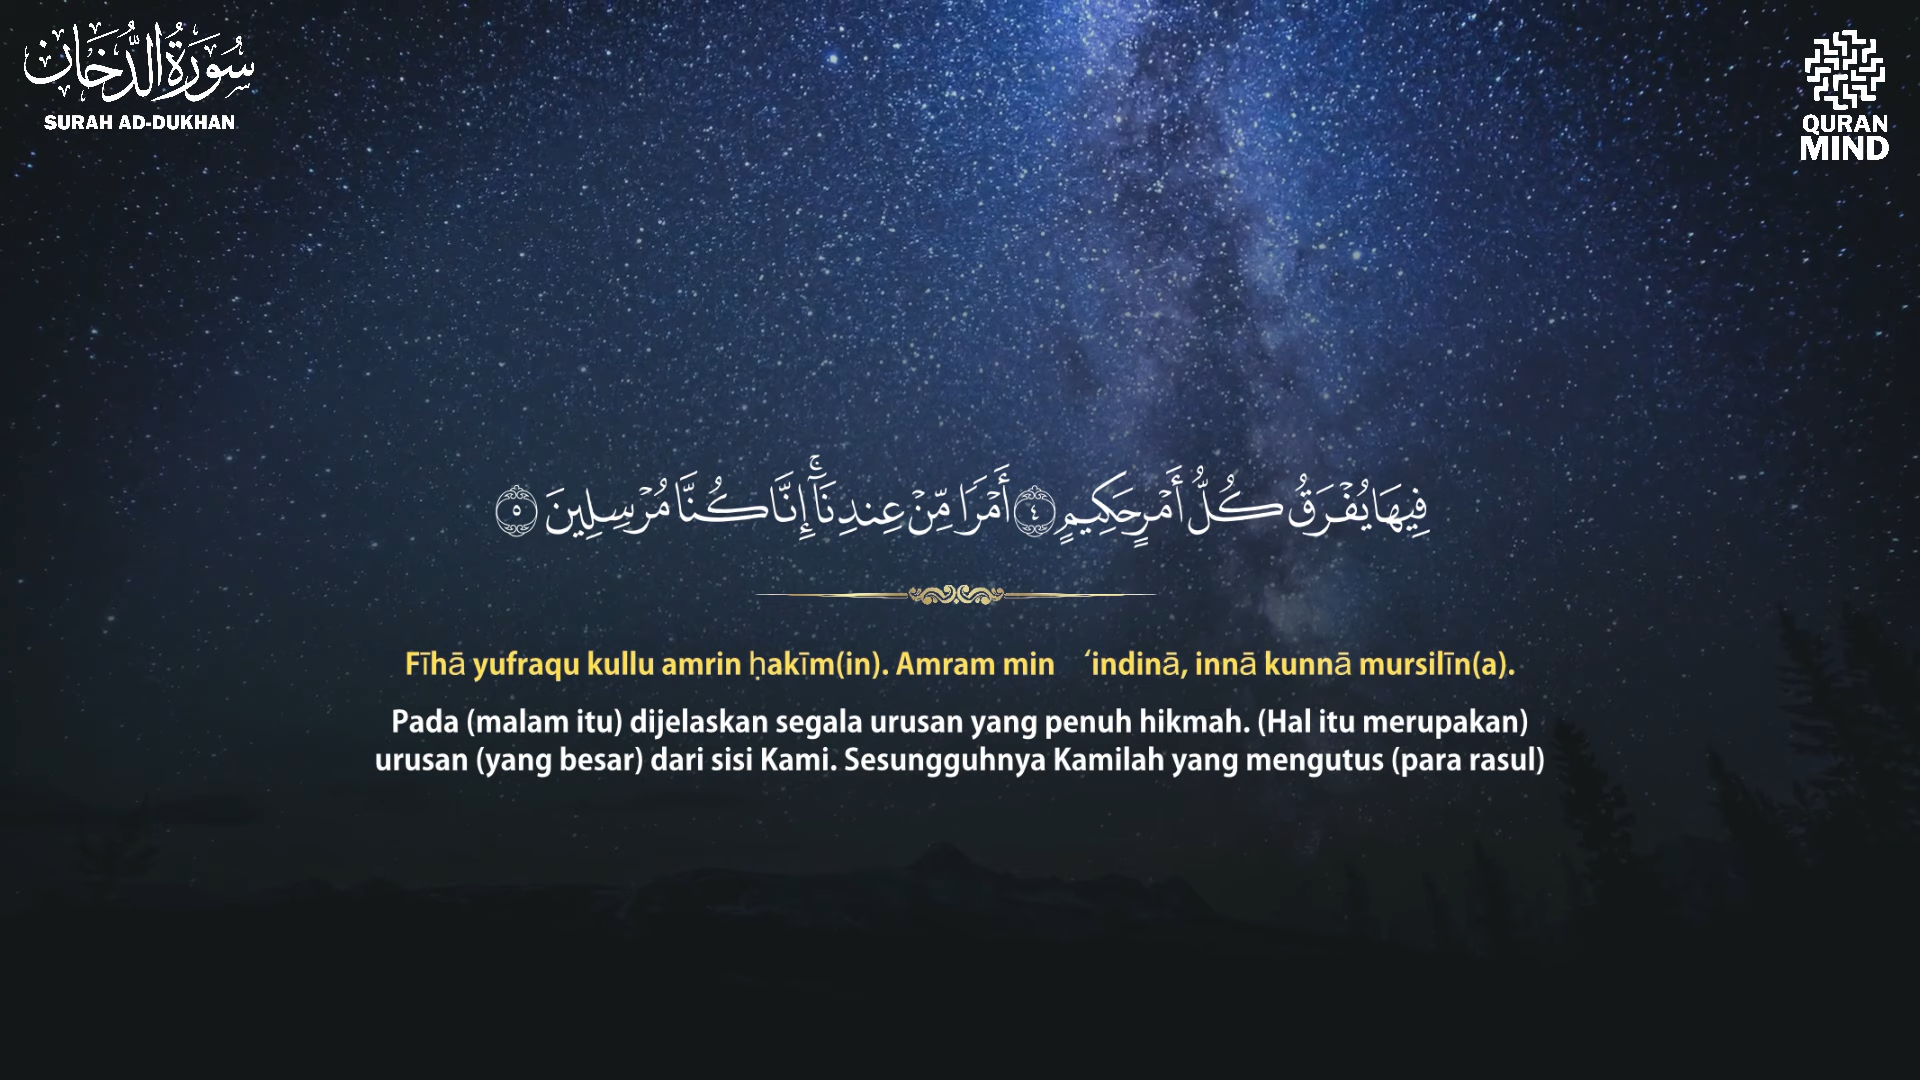 سُورَةُ الدُّخَان
SURAH AD-DUKHAN
QURAN
MIND
فِيهَا يُفۡرَقُ كُلُّ أَمۡرٍ حَكِيمٍ ٤ أَمۡرٗا مِّنۡ عِندِنَآۚ إِنَّا كُنَّا مُرۡسِلِينَ ٥
Fīhā yufraqu kullu amrin ḥakīm(in). Amram min ‘indinā, innā kunnā mursilīn(a).
Pada (malam itu) dijelaskan segala urusan yang penuh hikmah. (Hal itu merupakan)
urusan (yang besar) dari sisi Kami. Sesungguhnya Kamilah yang mengutus (para rasul)